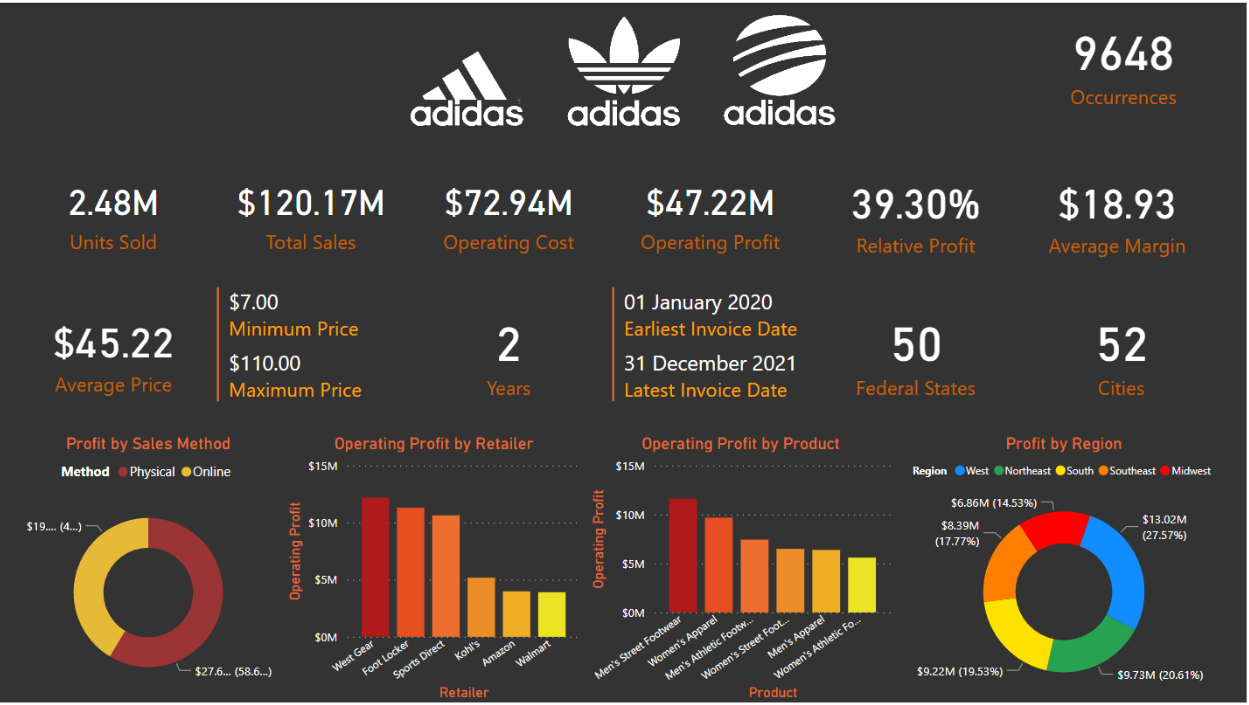 adidas
adidas
adidas
9648
Occurrences
2.48M
Units Sold
$120.17M
Total Sales
$72.94M
Operating Cost
$47.22M
Operating Profit
39.30%
Relative Profit
$18.93
Average Margin
$45.22
Average Price
$7.00
Minimum Price
$110.00
Maximum Price
2
Years
01 January 2020
Earliest Invoice Date
31 December 2021
Latest Invoice Date
50
Federal States
52
Cities
Profit by Sales Method
Method Physical Online
$19.... (4...)
$27.6... (58.6...)
Operating Profit by Retailer
Operating Profit
$15M
$10M
$5M
$0M
West Gear
Foot Locker
Sports Direct
Kohl's
Amazon
Walmart
Retailer
Operating Profit by Product
Operating Profit
$15M
$10M
$5M
$0M
Men's Street Footwear
Women's Apparel
Men's Athletic Footw...
Women's Street Foot...
Men's Apparel
Women's Athletic Fo...
Product
Profit by Region
Region West Northeast South Southeast Midwest
$6.86M (14.53%)
$8.39M
(17.77%)
$13.02M
(27.57%)
$9.22M (19.53%)
$9.73M (20.61%)